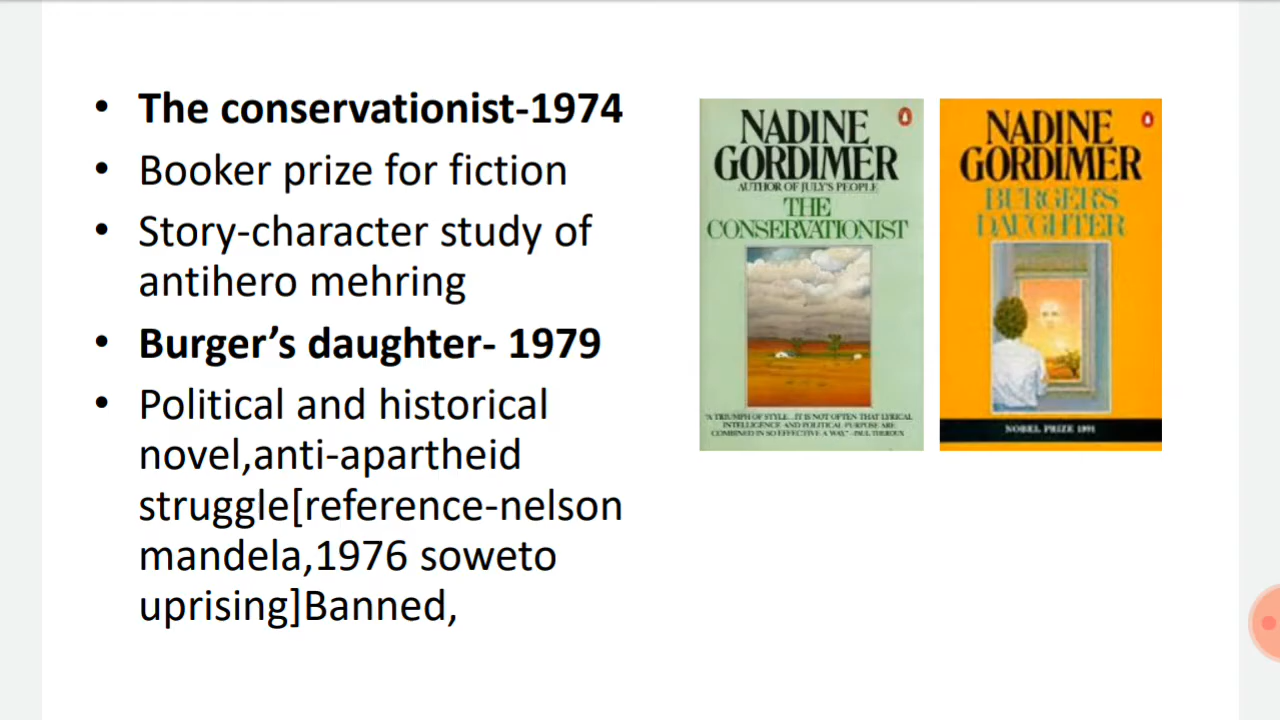 • The conservationist-1974
• Booker prize for fiction
• Story-character study of
antihero mehring
• Burger's daughter- 1979
• Political and historical
novel,anti-apartheid
struggle[reference-nelson
mandela,1976 soweto
uprising]Banned,
NADINE
GORDIMER
AUTHOR OF JULY'S PEOPLE
THE
CONSERVATIONIST
"A TRIUMPH OF STYLE...IT IS NOT OFTEN THAT LYRICAL
INTELLIGENCE AND POLITICAL PURPOSE ARE
COMBINED IN SO EFFECTIVE A WAY." -PAUL THEROUX
NADINE
GORDIMER
BURGER'S
DAUGHTER
NOBEL PRIZE 1991